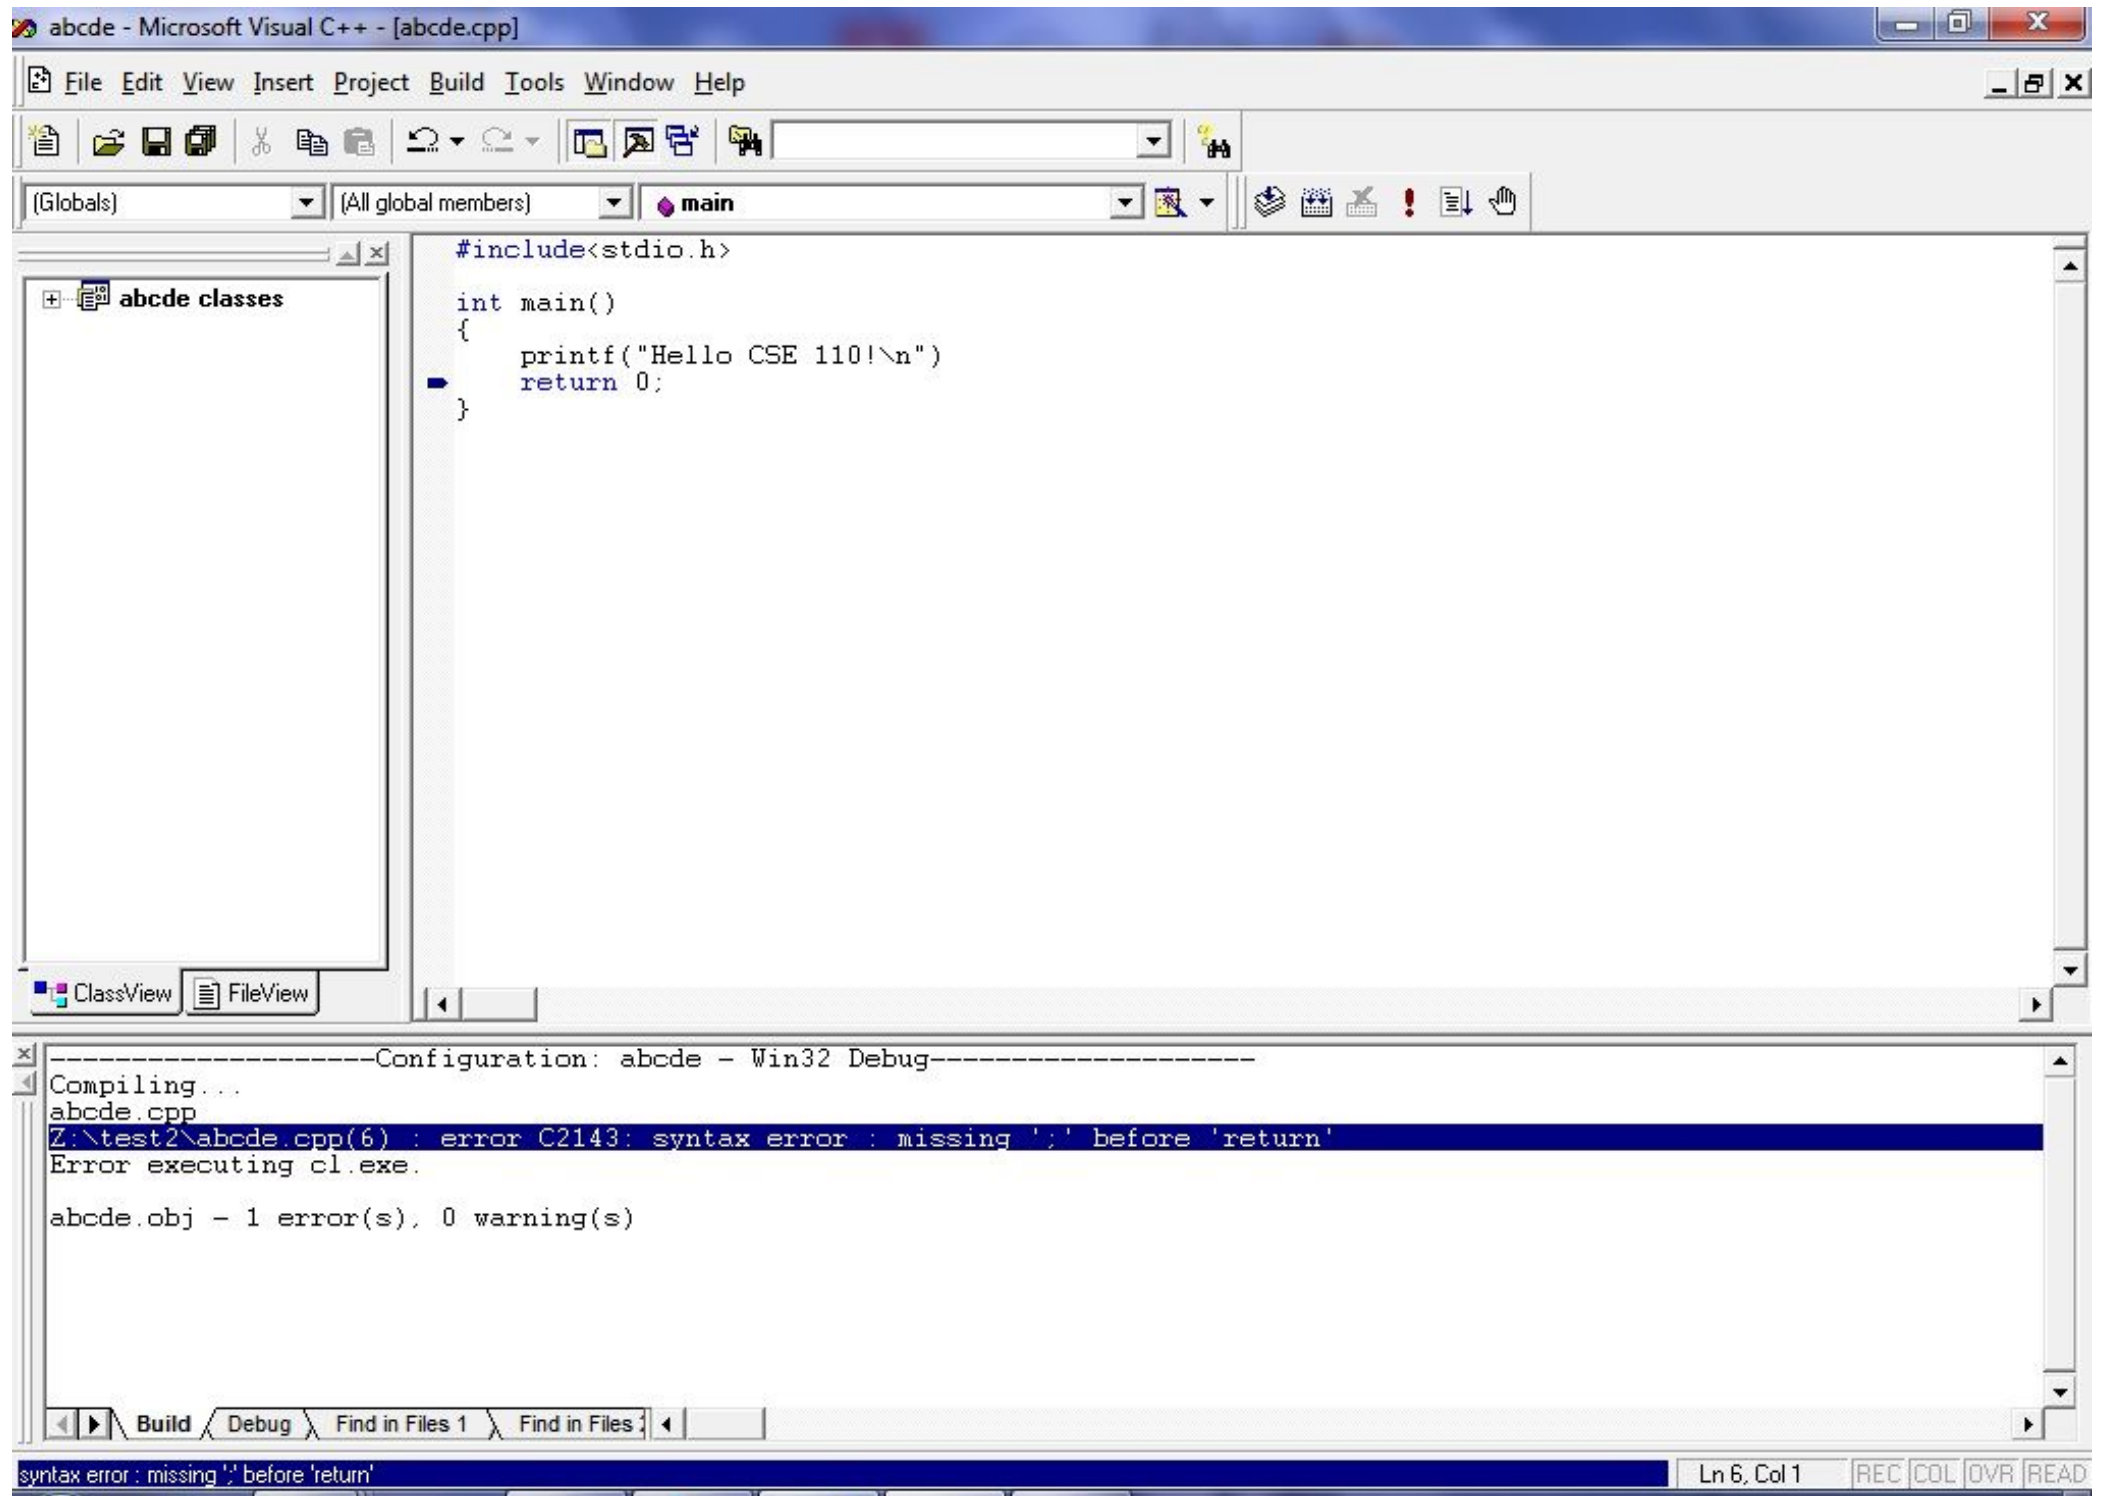 abcde - Microsoft Visual C++ - [abcde.cpp]
File Edit View Insert Project Build Tools Window Help
(Globals) (All global members) main
abcde classes
#include<stdio.h>
int main()
{
printf("Hello CSE 110!\n")
return 0;
}
ClassView FileView
--------------------Configuration: abcde - Win32 Debug--------------------
Compiling...
abcde.cpp
Z:\test2\abcde.cpp(6) : error C2143: syntax error : missing ';' before 'return'
Error executing cl.exe.
abcde.obj - 1 error(s), 0 warning(s)
Build Debug Find in Files 1 Find in Files
syntax error : missing ';' before 'return' Ln 6, Col 1 REC COL OVR READ